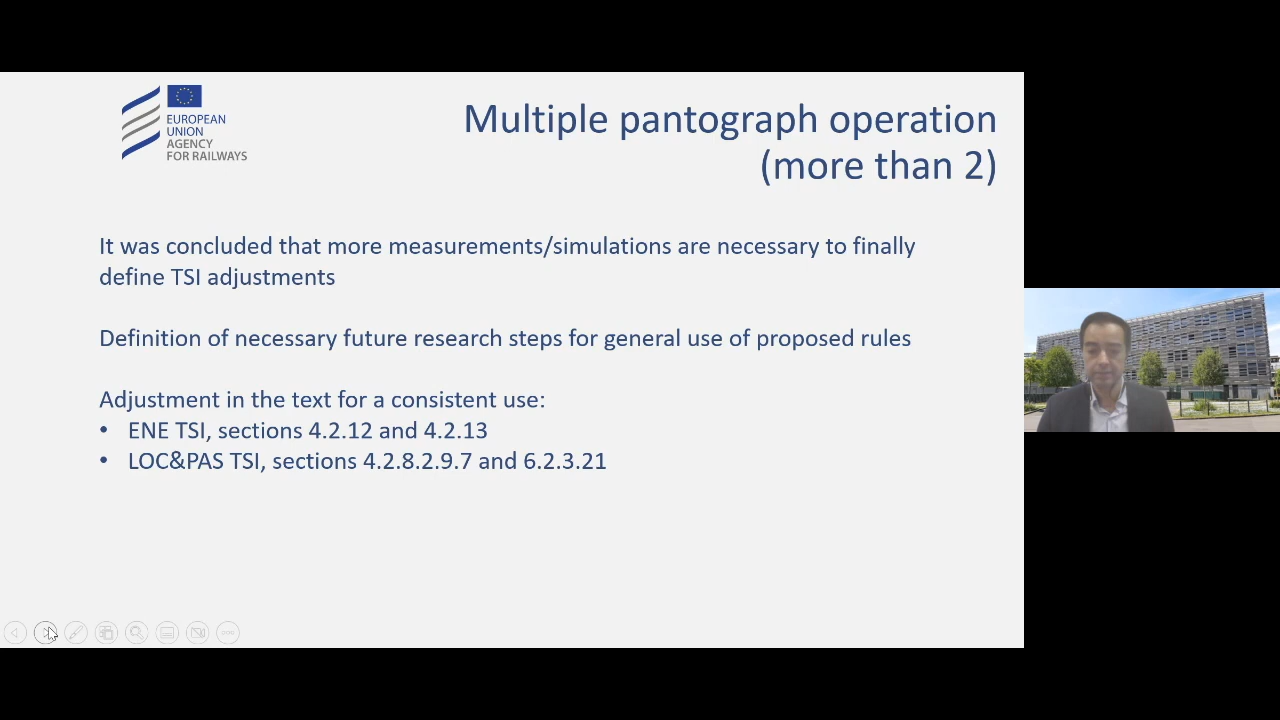 EUROPEAN
UNION
AGENCY
FOR RAILWAYS
Multiple pantograph operation
(more than 2)
It was concluded that more measurements/simulations are necessary to finally
define TSI adjustments
Definition of necessary future research steps for general use of proposed rules
Adjustment in the text for a consistent use:
• ENE TSI, sections 4.2.12 and 4.2.13
• LOC&PAS TSI, sections 4.2.8.2.9.7 and 6.2.3.21